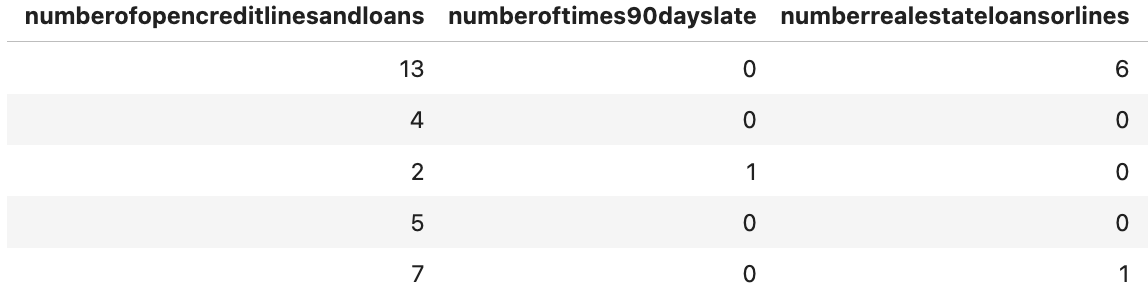 numberofopencreditlinesandloans numberoftimes90dayslate numberrealestateloansorlines
13 0 6
4 0 0
2 1 0
5 0 0
7 0 1